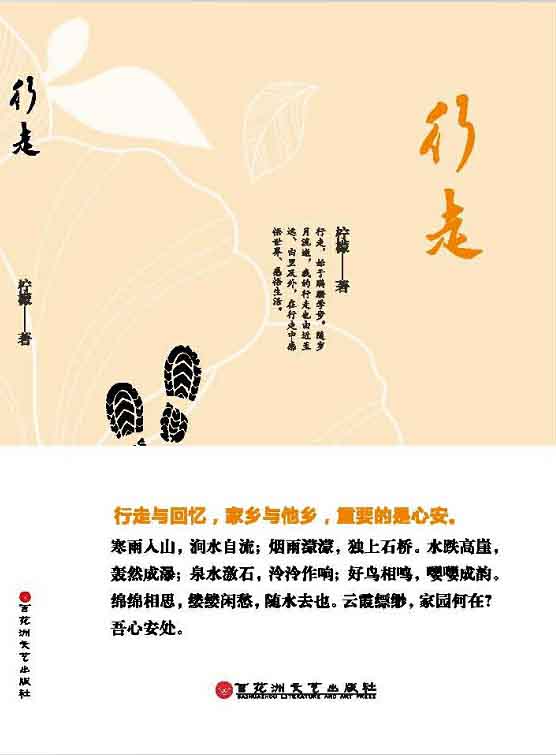 行走
柠檬——著
百花洲文艺出版社
行走
柠檬——著
行走，始于蹒跚学步。随岁
月流逝，我的行走也由近至
远、由里及外，在行走中感
悟世界、感悟生活。
行走与回忆，家乡与他乡，重要的是心安。
寒雨入山，涧水自流；烟雨濛濛，独上石桥。水跌高崖，
轰然成瀑；泉水激石，泠泠作响；好鸟相鸣，嘤嘤成韵。
绵绵相思，缕缕闲愁，随水去也。云霞缥缈，家园何在？
吾心安处。
百花洲文艺出版社
BAIHUAZHOU LITERATURE AND ART PRESS